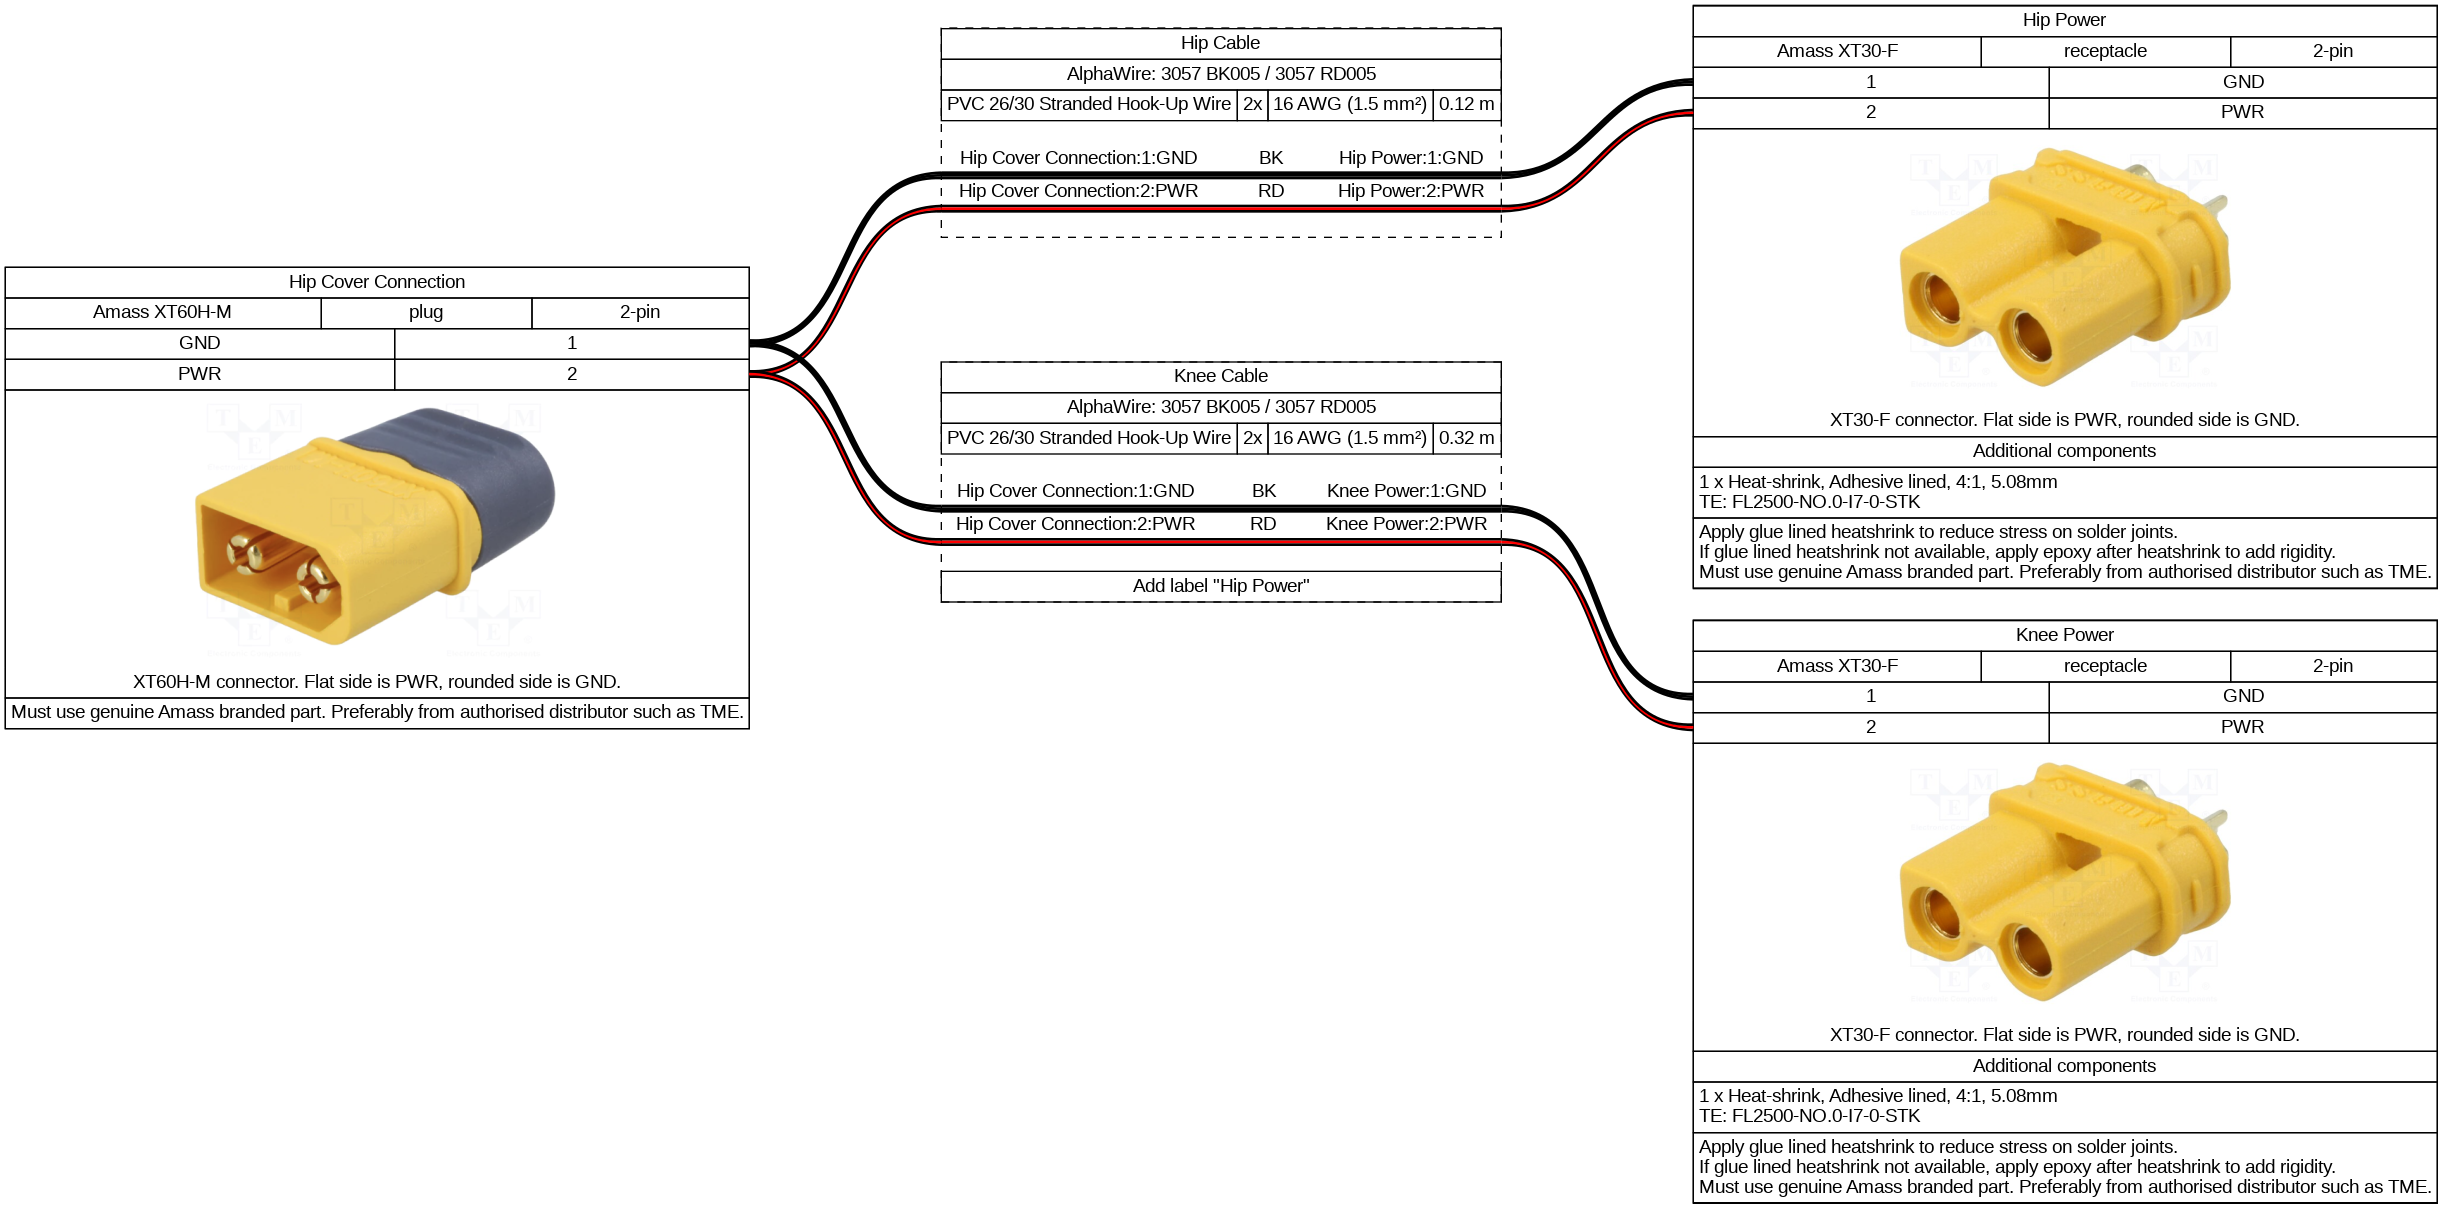 Hip Cover Connection
Amass XT60H-M plug 2-pin
GND 1
PWR 2
XT60H-M connector. Flat side is PWR, rounded side is GND.
Must use genuine Amass branded part. Preferably from authorised distributor such as TME.
Hip Cable
AlphaWire: 3057 BK005 / 3057 RD005
PVC 26/30 Stranded Hook-Up Wire 2x 16 AWG (1.5 mm²) 0.12 m
Hip Cover Connection:1:GND BK Hip Power:1:GND
Hip Cover Connection:2:PWR RD Hip Power:2:PWR
Knee Cable
AlphaWire: 3057 BK005 / 3057 RD005
PVC 26/30 Stranded Hook-Up Wire 2x 16 AWG (1.5 mm²) 0.32 m
Hip Cover Connection:1:GND BK Knee Power:1:GND
Hip Cover Connection:2:PWR RD Knee Power:2:PWR
Add label "Hip Power"
Hip Power
Amass XT30-F receptacle 2-pin
1 GND
2 PWR
XT30-F connector. Flat side is PWR, rounded side is GND.
Additional components
1 x Heat-shrink, Adhesive lined, 4:1, 5.08mm
TE: FL2500-NO.0-I7-0-STK
Apply glue lined heatshrink to reduce stress on solder joints.
If glue lined heatshrink not available, apply epoxy after heatshrink to add rigidity.
Must use genuine Amass branded part. Preferably from authorised distributor such as TME.
Knee Power
Amass XT30-F receptacle 2-pin
1 GND
2 PWR
XT30-F connector. Flat side is PWR, rounded side is GND.
Additional components
1 x Heat-shrink, Adhesive lined, 4:1, 5.08mm
TE: FL2500-NO.0-I7-0-STK
Apply glue lined heatshrink to reduce stress on solder joints.
If glue lined heatshrink not available, apply epoxy after heatshrink to add rigidity.
Must use genuine Amass branded part. Preferably from authorised distributor such as TME.